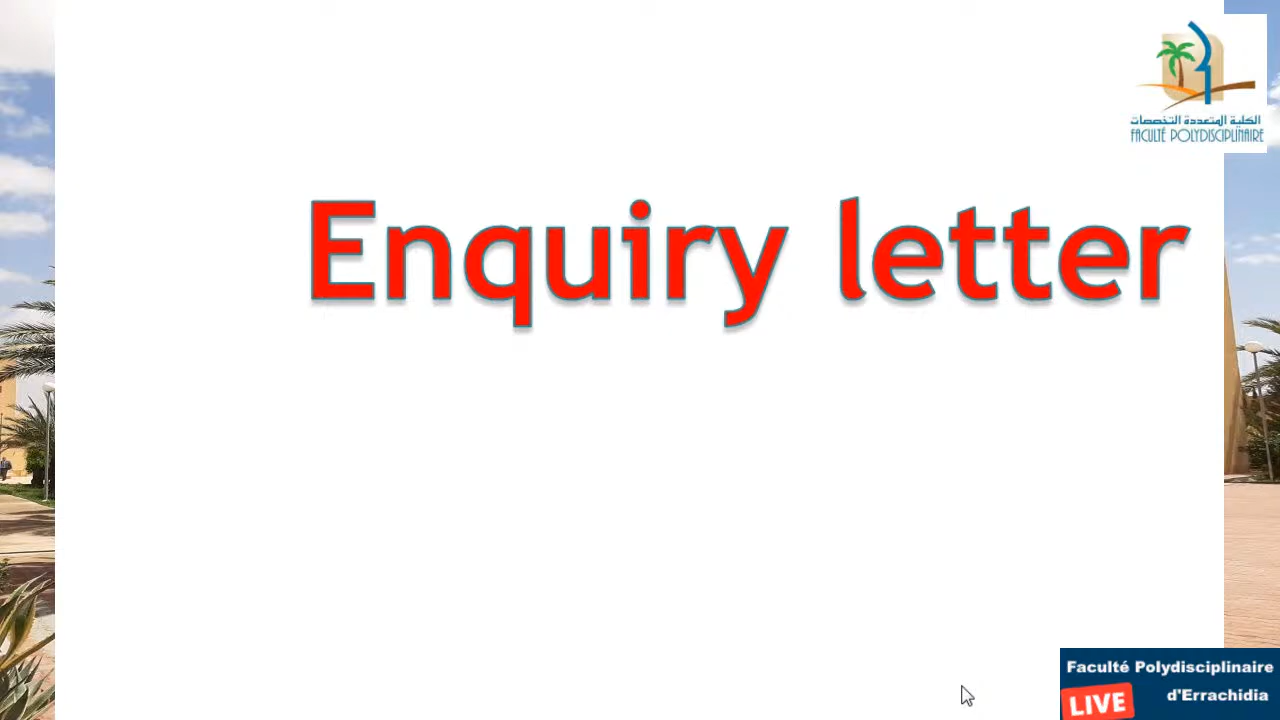 الكلية المتعددة التخصصات
FACULTÉ POLYDISCIPLINAIRE
Enquiry letter
Faculté Polydisciplinaire
d'Errachidia
LIVE